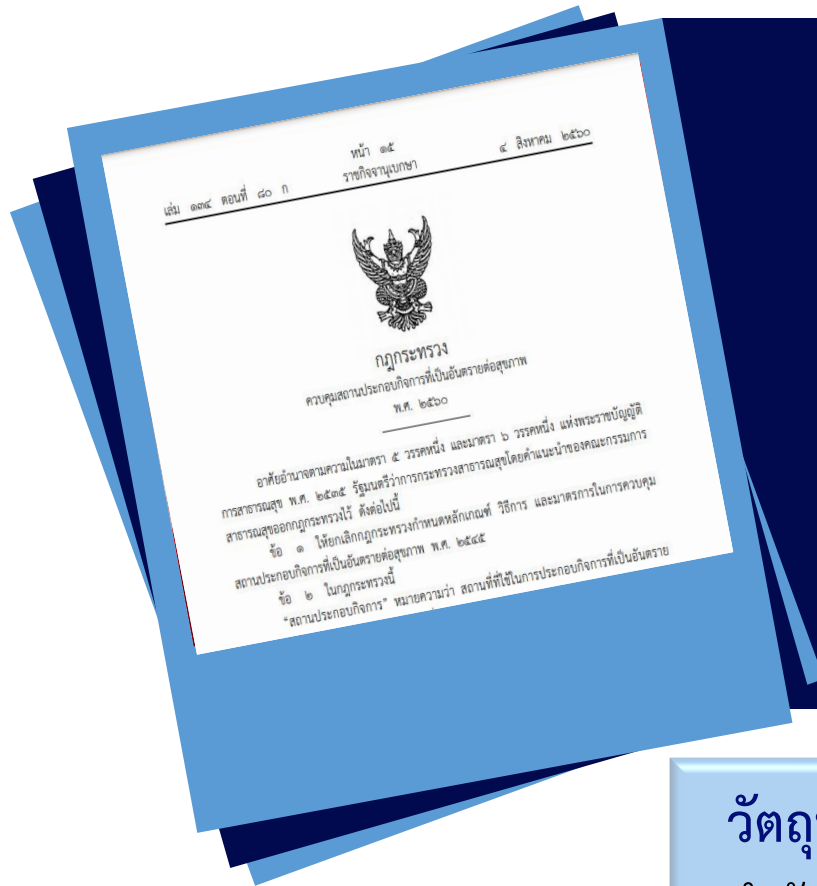 หน้า ๑๕
เล่ม ๑๓๔ ตอนที่ ๘๐ ก ราชกิจจานุเบกษา ๔ สิงหาคม ๒๕๖๐
กฎกระทรวง
ควบคุมสถานประกอบกิจการที่เป็นอันตรายต่อสุขภาพ
พ.ศ. ๒๕๖๐
อาศัยอำนาจตามความในมาตรา ๕ วรรคหนึ่ง และมาตรา ๖ วรรคหนึ่ง แห่งพระราชบัญญัติ
การสาธารณสุข พ.ศ. ๒๕๓๕ รัฐมนตรีว่าการกระทรวงสาธารณสุขโดยคำแนะนำของคณะกรรมการ
สาธารณสุขออกกฎกระทรวงไว้ ดังต่อไปนี้
ข้อ ๑ ให้ยกเลิกกฎกระทรวงกำหนดหลักเกณฑ์ วิธีการ และมาตรการในการควบคุม
สถานประกอบกิจการที่เป็นอันตรายต่อสุขภาพ พ.ศ. ๒๕๔๕
ข้อ ๒ ในกฎกระทรวงนี้
“สถานประกอบกิจการ” หมายความว่า สถานที่ที่ใช้ในการประกอบกิจการที่เป็นอันตราย